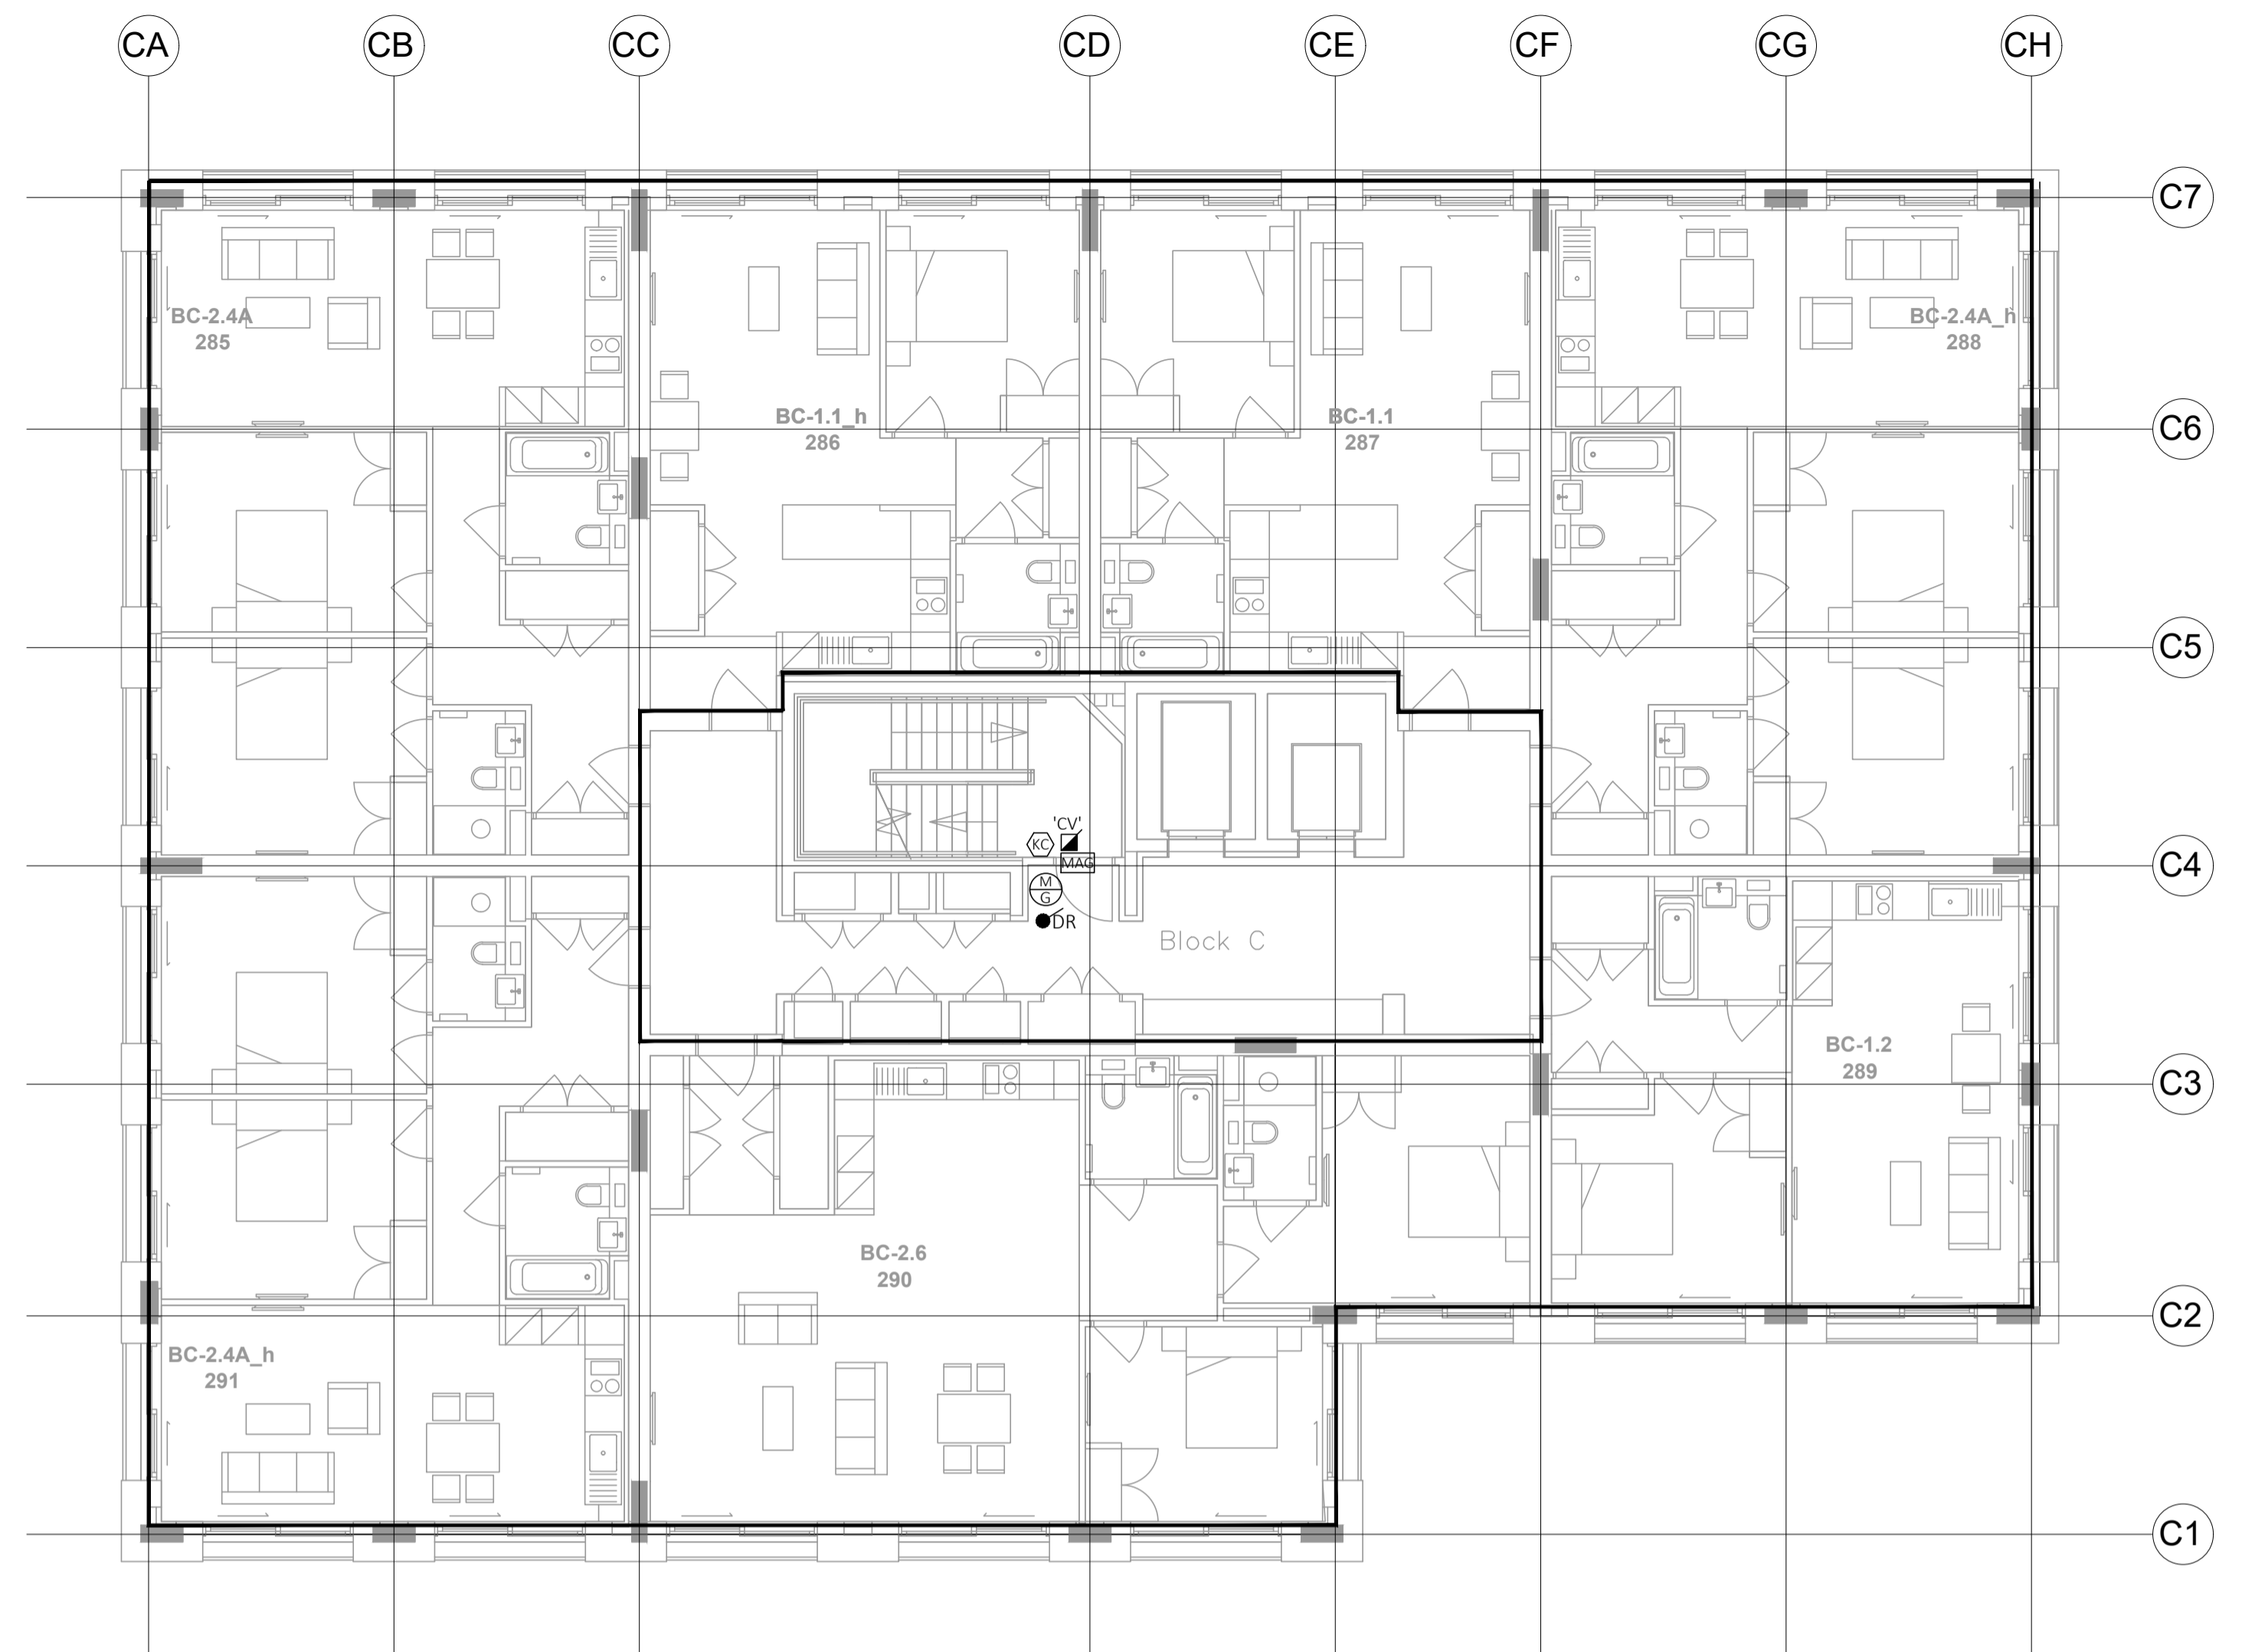 CA
CB
CC
CD
CE
CF
CG
CH
C7
BC-2.4A
285
BC-2.4A_h
288
BC-1.1_h
286
BC-1.1
287
C6
C5
'CV'
KC
MAG
C4
M
G
DR
Block C
BC-1.2
289
C3
BC-2.6
290
C2
BC-2.4A_h
291
C1